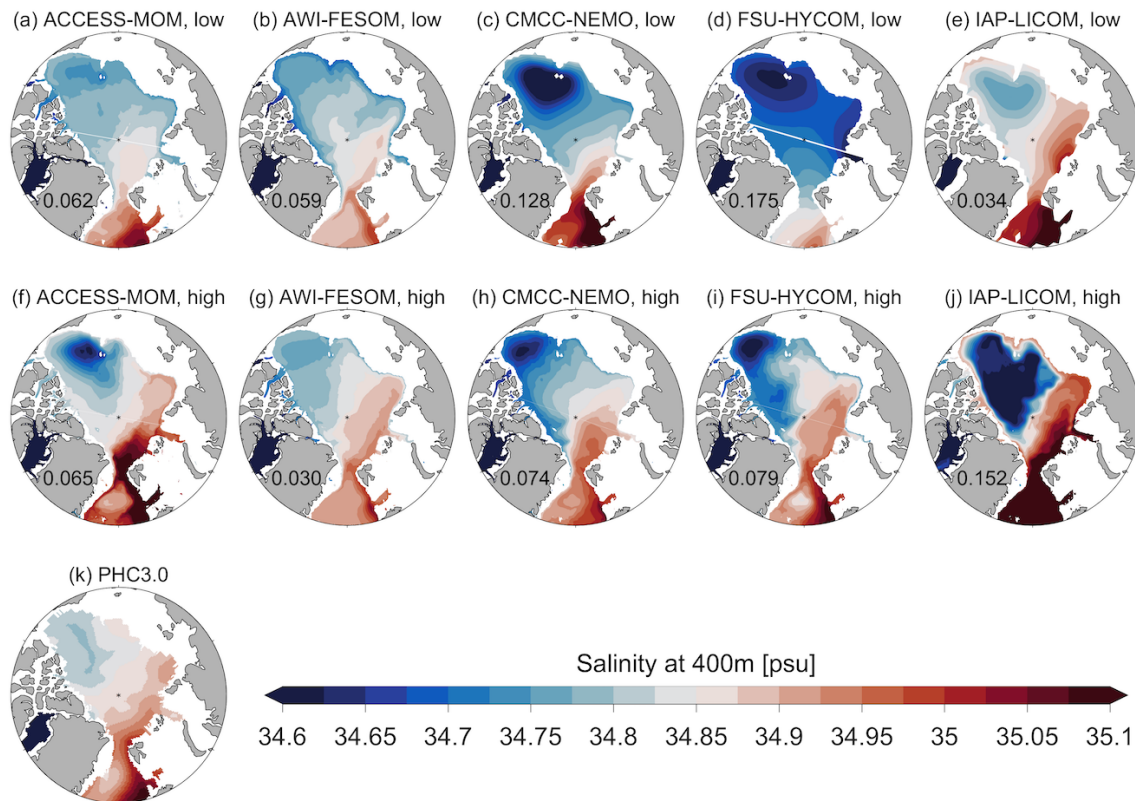 (a) ACCESS-MOM, low
(b) AWI-FESOM, low
(c) CMCC-NEMO, low
(d) FSU-HYCOM, low
(e) IAP-LICOM, low
0.062
0.059
0.128
0.175
0.034
(f) ACCESS-MOM, high
(g) AWI-FESOM, high
(h) CMCC-NEMO, high
(i) FSU-HYCOM, high
(j) IAP-LICOM, high
0.065
0.030
0.074
0.079
0.152
(k) PHC3.0
Salinity at 400m [psu]
34.6 34.65 34.7 34.75 34.8 34.85 34.9 34.95 35 35.05 35.1